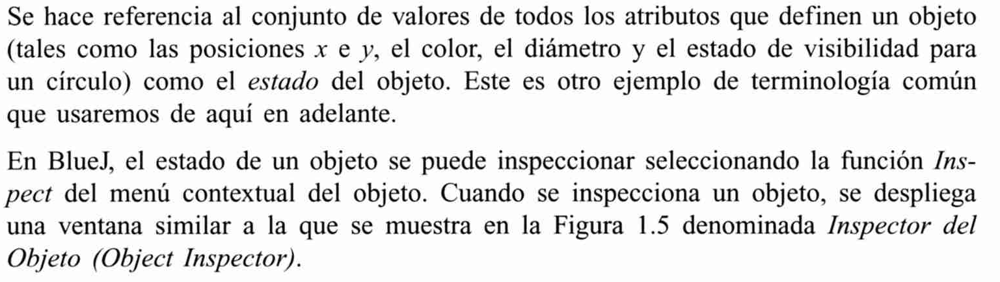 Se hace referencia al conjunto de valores de todos los atributos que definen un objeto
(tales como las posiciones x e y, el color, el diámetro y el estado de visibilidad para
un círculo) como el estado del objeto. Este es otro ejemplo de terminología común
que usaremos de aquí en adelante.
En BlueJ, el estado de un objeto se puede inspeccionar seleccionando la función Ins-
pect del menú contextual del objeto. Cuando se inspecciona un objeto, se despliega
una ventana similar a la que se muestra en la Figura 1.5 denominada Inspector del
Objeto (Object Inspector).